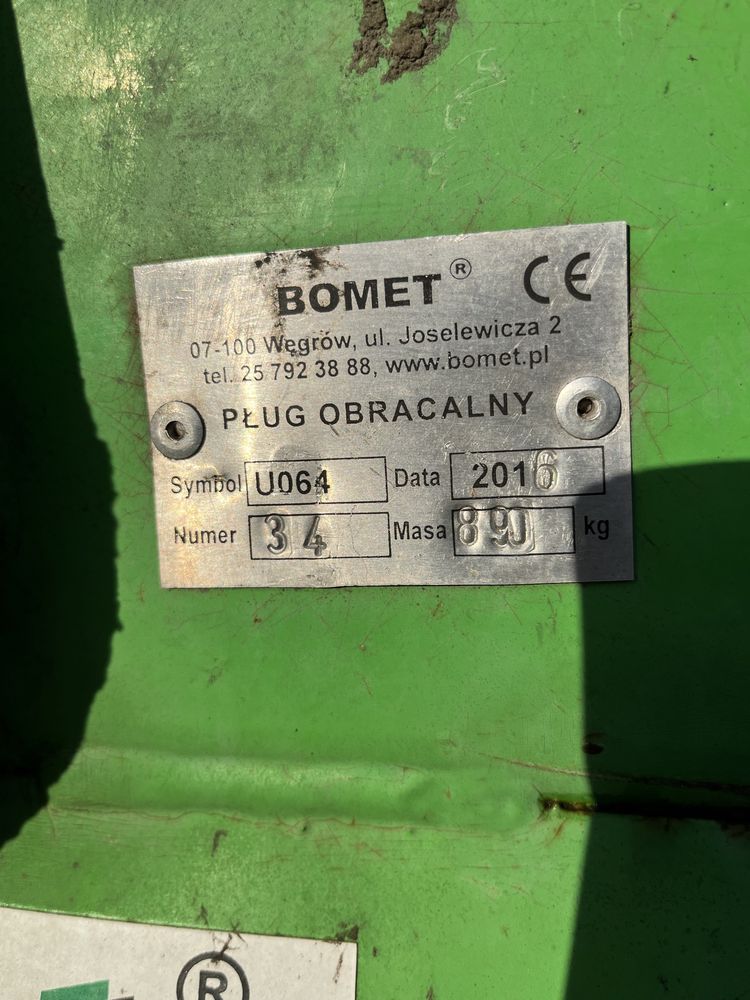 BOMET ® CE
07-100 Węgrów, ul. Joselewicza 2
tel. 25 792 38 88, www.bomet.pl
PŁUG OBRACALNY
Symbol U064 Data 2016
Numer 34 Masa 890 kg
®